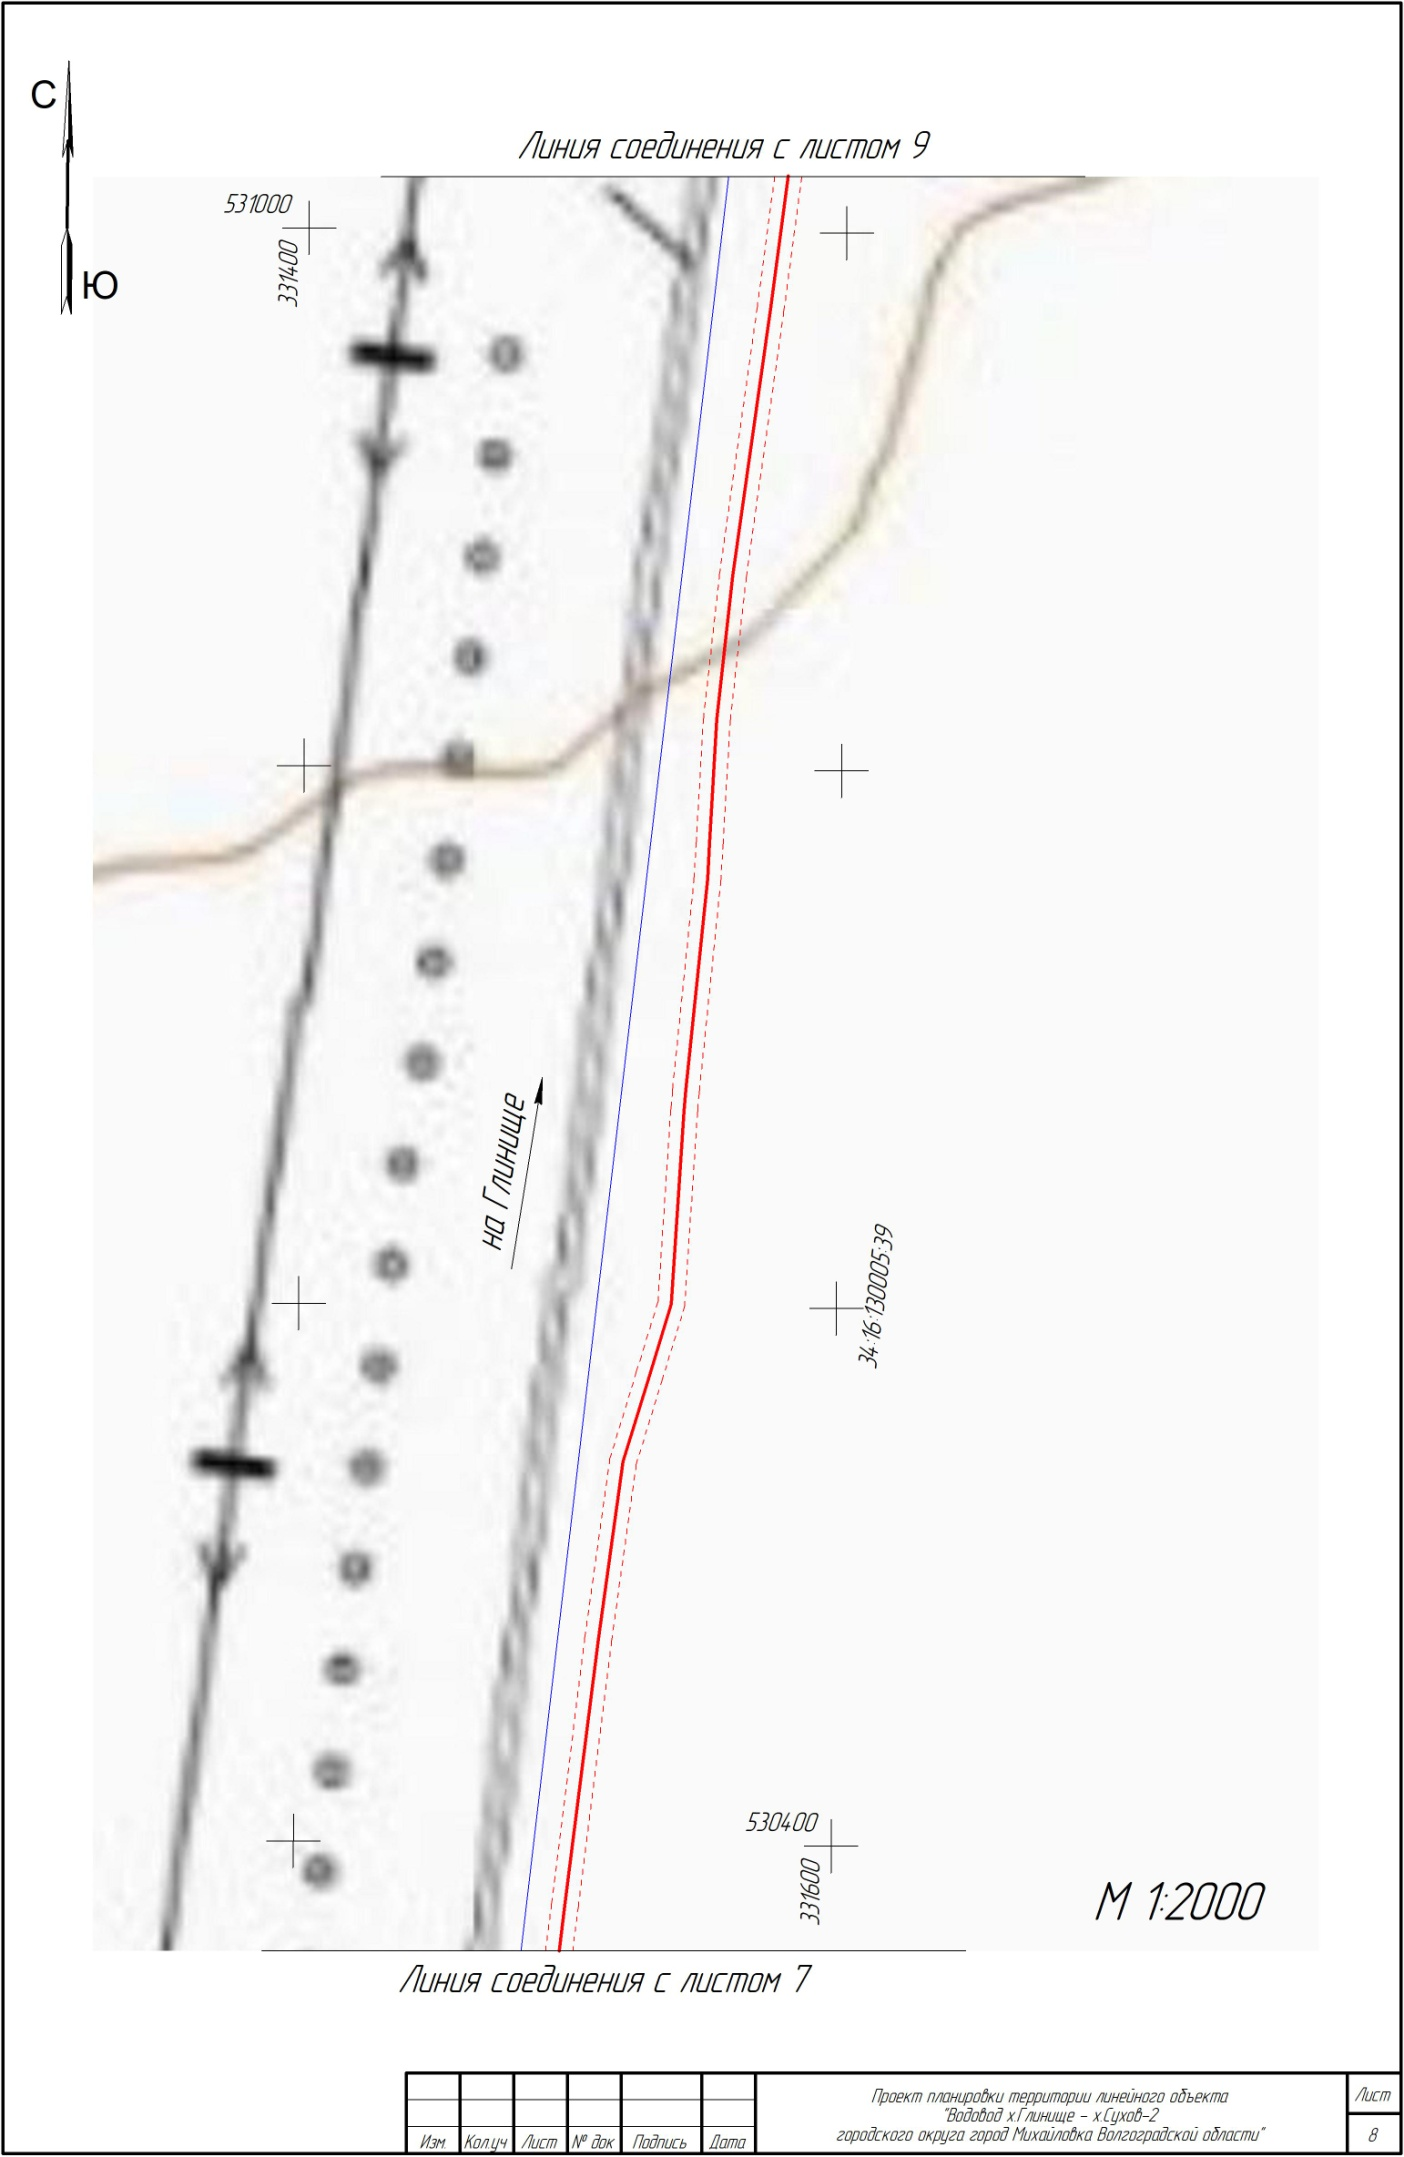 С
Ю
Линия соединения с листом 9
531000
331400
на Глинище
34:16:130005:39
530400
331600
М 1:2000
Линия соединения с листом 7
Изм. Кол.уч Лист № док Подпись Дата
Проект планировки территории линейного объекта
"Водовод х.Глинище - х.Сухов-2
городского округа город Михайловка Волгоградской области"
Лист
8